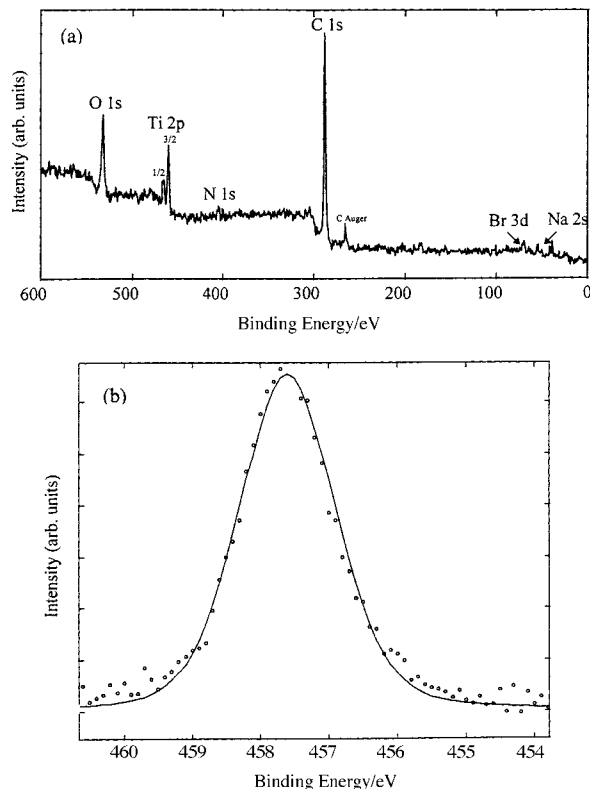 (a)
C 1s
O 1s
Ti 2p
3/2
1/2
N 1s
C Auger
Br 3d
Na 2s
Intensity (arb. units)
600 500 400 300 200 100 0
Binding Energy/eV
(b)
Intensity (arb. units)
460 459 458 457 456 455 454
Binding Energy/eV